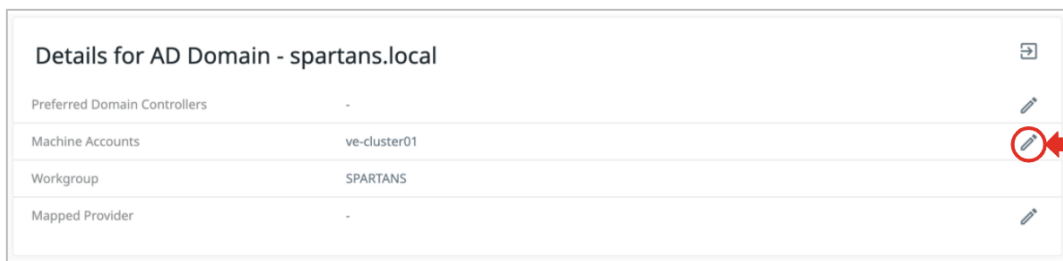 Details for AD Domain - spartans.local
Preferred Domain Controllers -
Machine Accounts ve-cluster01
Workgroup SPARTANS
Mapped Provider -